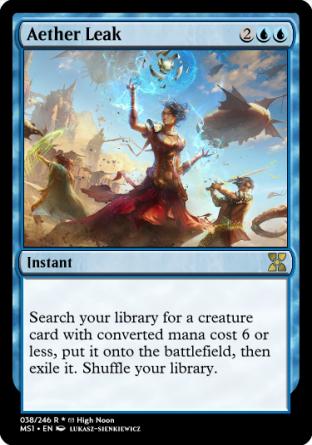 Aether Leak 2
Instant
Search your library for a creature
card with converted mana cost 6 or
less, put it onto the battlefield, then
exile it. Shuffle your library.
038/246 R * High Noon
MS1 • EN LUKASZ-SIENKIEWICZ